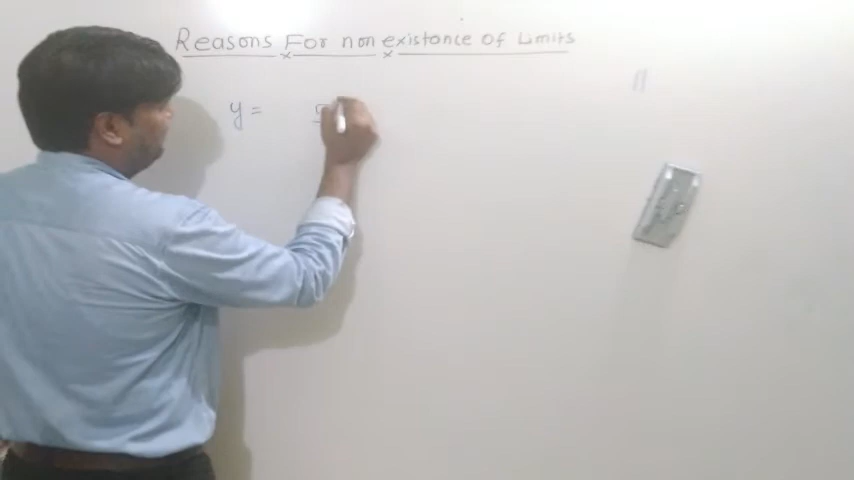 Reasons For non existance of Limits
y =